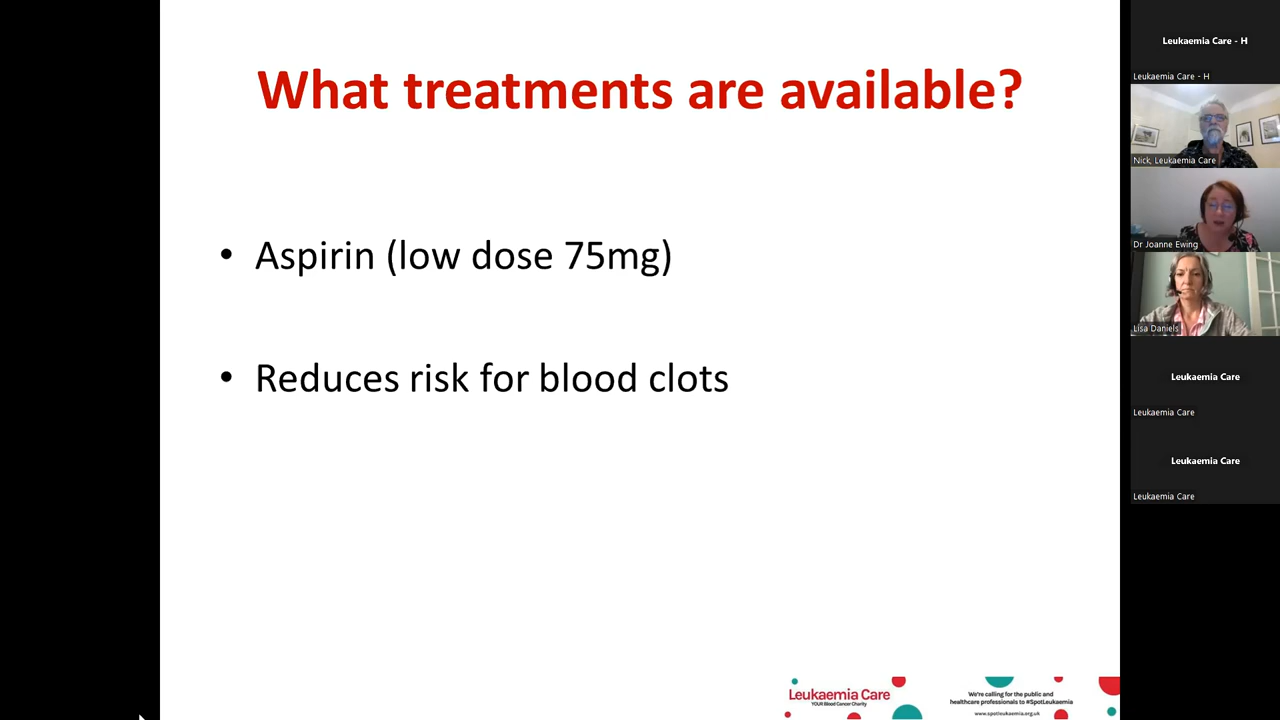 What treatments are available?
• Aspirin (low dose 75mg)
• Reduces risk for blood clots
Leukaemia Care
YOUR Blood Cancer Charity
We're calling for the public and
healthcare professionals to #SpotLeukaemia
www.spotleukaemia.org.uk
Leukaemia Care - H
Leukaemia Care - H
Nick, Leukaemia Care
Dr Joanne Ewing
Lisa Daniels
Leukaemia Care
Leukaemia Care
Leukaemia Care
Leukaemia Care